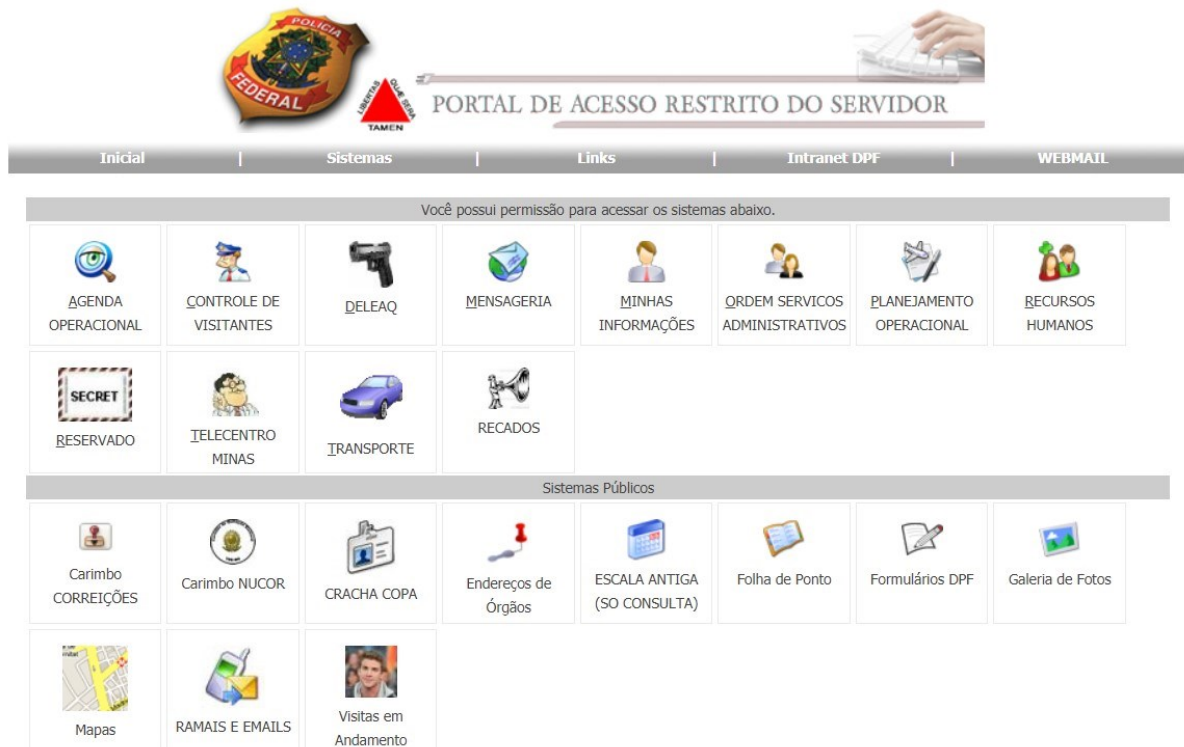 POLICIA
FEDERAL
LIBERTAS QUAE SERA
TAMEN
PORTAL DE ACESSO RESTRITO DO SERVIDOR
Inicial | Sistemas | Links | Intranet DPF | WEBMAIL
Você possui permissão para acessar os sistemas abaixo.
AGENDA
OPERACIONAL
CONTROLE DE
VISITANTES
DELEAQ
MENSAGERIA
MINHAS
INFORMAÇÕES
ORDEM SERVICOS
ADMINISTRATIVOS
PLANEJAMENTO
OPERACIONAL
RECURSOS
HUMANOS
SECRET
RESERVADO
TELECENTRO
MINAS
TRANSPORTE
RECADOS
Sistemas Públicos
Carimbo
CORREIÇÕES
Carimbo NUCOR
CRACHA COPA
Endereços de
Órgãos
ESCALA ANTIGA
(SO CONSULTA)
Folha de Ponto
Formulários DPF
Galeria de Fotos
Mapas
RAMAIS E EMAILS
Visitas em
Andamento